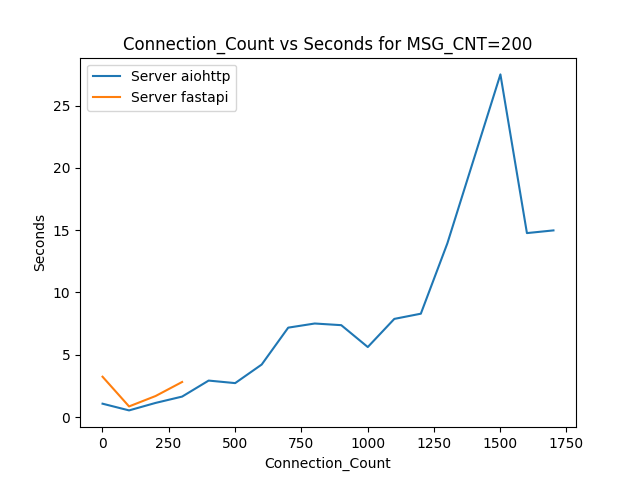 Connection_Count vs Seconds for MSG_CNT=200
Server aiohttp
Server fastapi
25
20
15
10
5
0
Seconds
0 250 500 750 1000 1250 1500 1750
Connection_Count